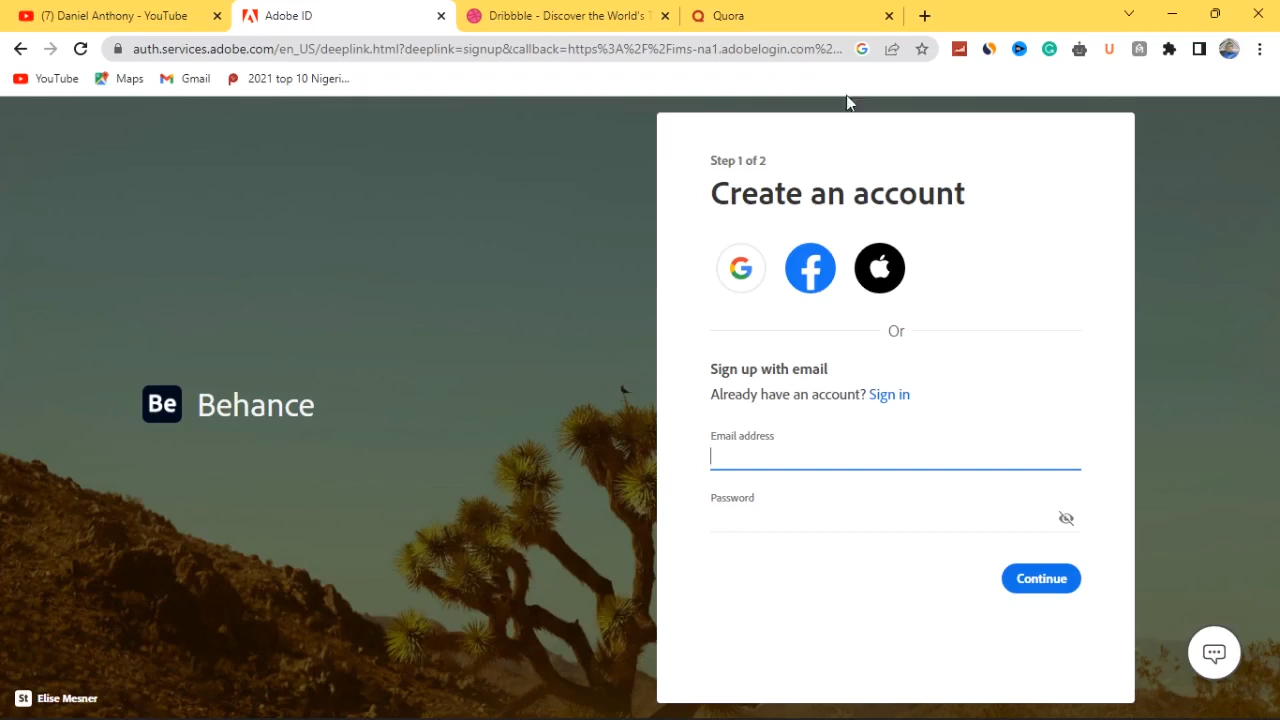 (7) Daniel Anthony - YouTube
Adobe ID
Dribbble - Discover the World's T
Quora
auth.services.adobe.com/en_US/deeplink.html?deeplink=signup&callback=https%3A%2F%2Fims-na1.adobelogin.com%2...
YouTube
Maps
Gmail
2021 top 10 Nigeri...
Step 1 of 2
Create an account
Or
Sign up with email
Already have an account? Sign in
Email address
Password
Continue
Be Behance
St Elise Mesner